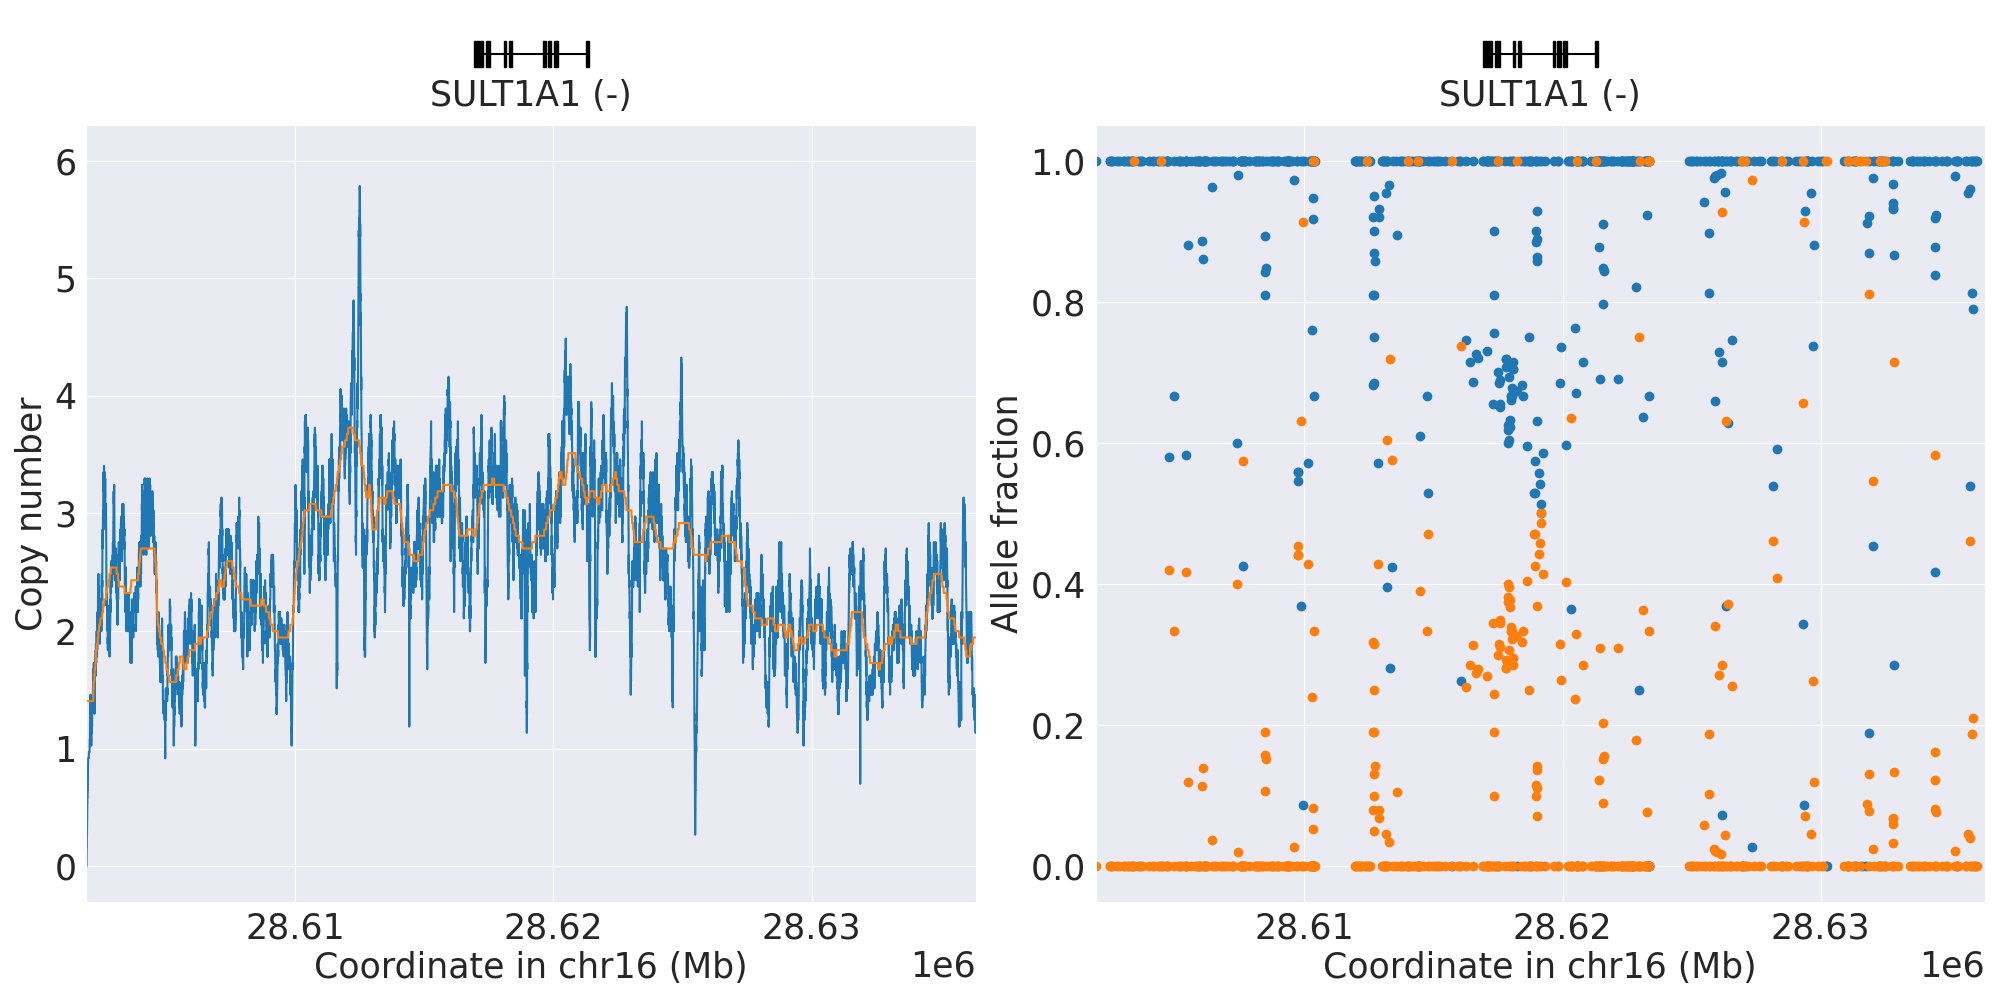 SULT1A1 (-)
6
5
4
3
2
1
0
Copy number
28.61
28.62
28.63
Coordinate in chr16 (Mb)
1e6
SULT1A1 (-)
1.0
0.8
0.6
0.4
0.2
0.0
Allele fraction
28.61
28.62
28.63
Coordinate in chr16 (Mb)
1e6